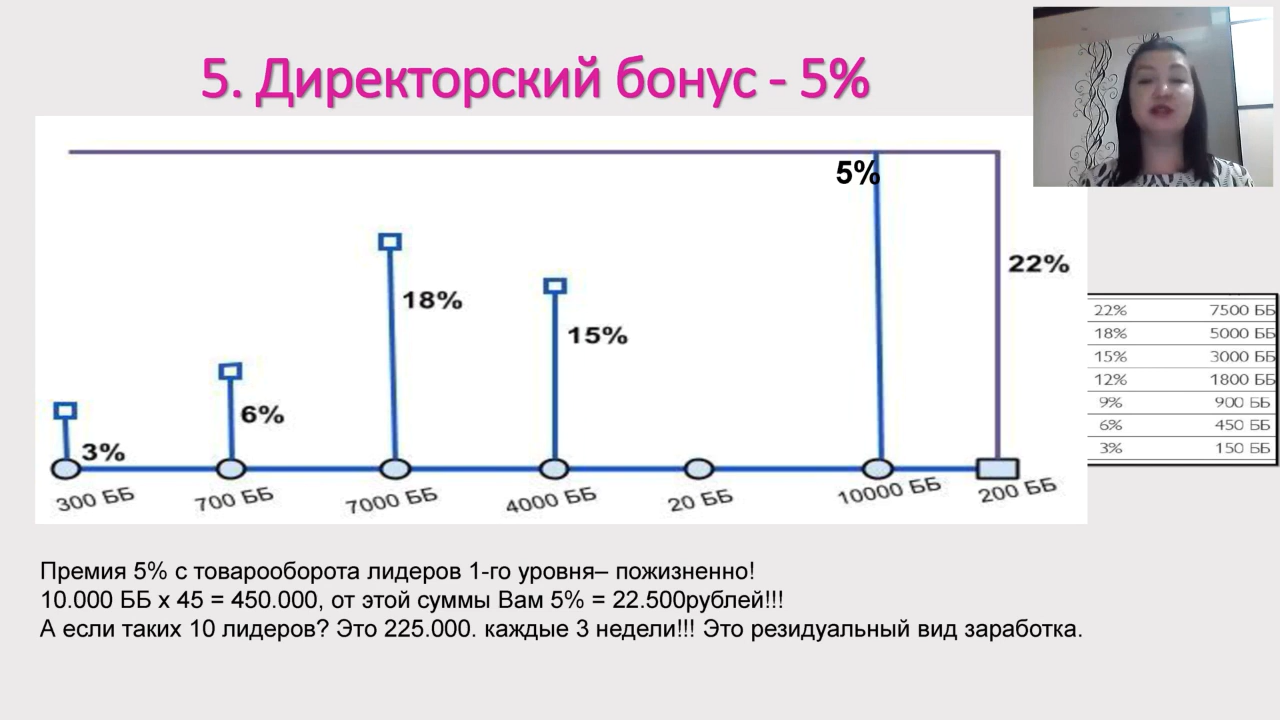 5. Директорский бонус - 5%
5%
22%
18%
15%
6%
3%
300 ББ
700 ББ
7000 ББ
4000 ББ
20 ББ
10000 ББ
200 ББ
22% 7500 ББ
18% 5000 ББ
15% 3000 ББ
12% 1800 ББ
9% 900 ББ
6% 450 ББ
3% 150 ББ
Премия 5% с товарооборота лидеров 1-го уровня– пожизненно!
10.000 ББ х 45 = 450.000, от этой суммы Вам 5% = 22.500рублей!!!
А если таких 10 лидеров? Это 225.000. каждые 3 недели!!! Это резидуальный вид заработка.